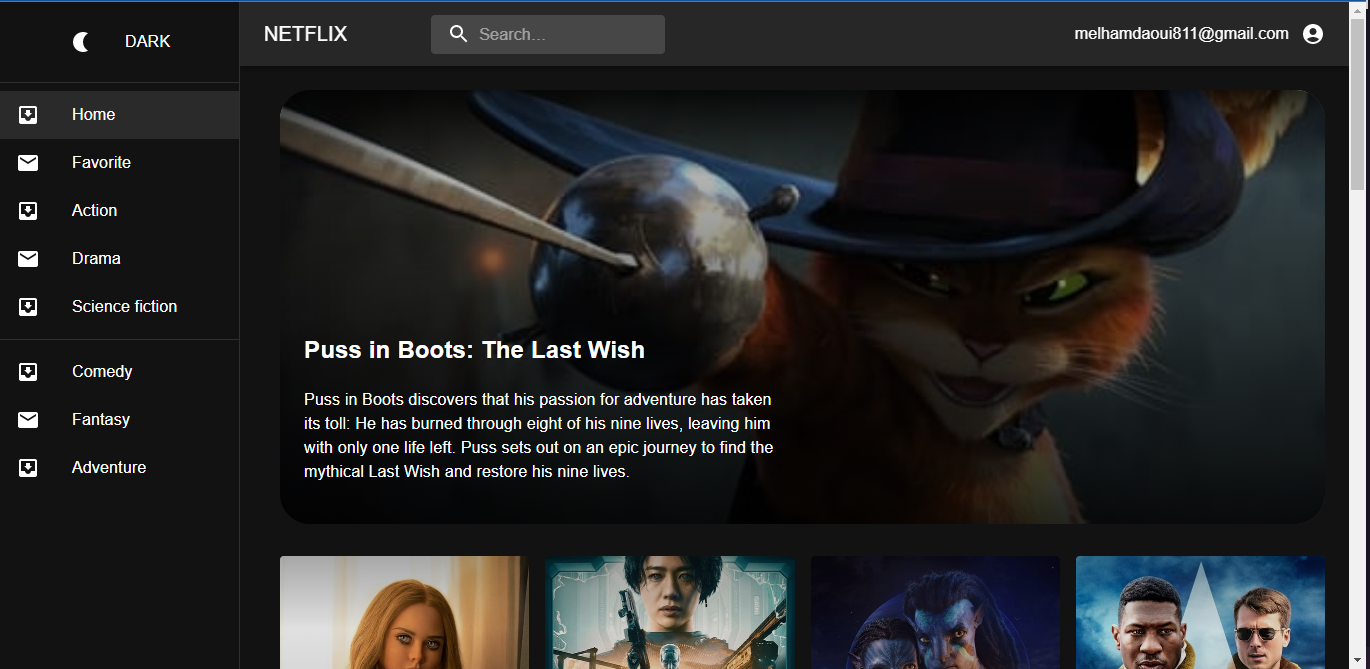 DARK
Home
Favorite
Action
Drama
Science fiction
Comedy
Fantasy
Adventure
NETFLIX
Search...
melhamdaoui811@gmail.com
Puss in Boots: The Last Wish
Puss in Boots discovers that his passion for adventure has taken
its toll: He has burned through eight of his nine lives, leaving him
with only one life left. Puss sets out on an epic journey to find the
mythical Last Wish and restore his nine lives.